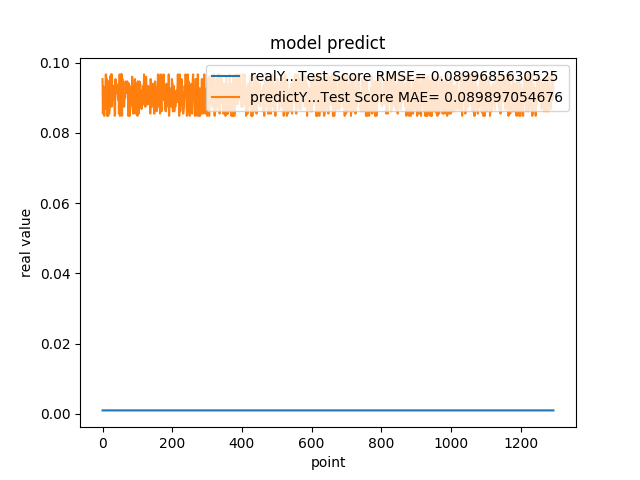 model predict
realY...Test Score RMSE= 0.0899685630525
predictY...Test Score MAE= 0.089897054676
0.10
0.08
0.06
0.04
0.02
0.00
real value
0 200 400 600 800 1000 1200
point